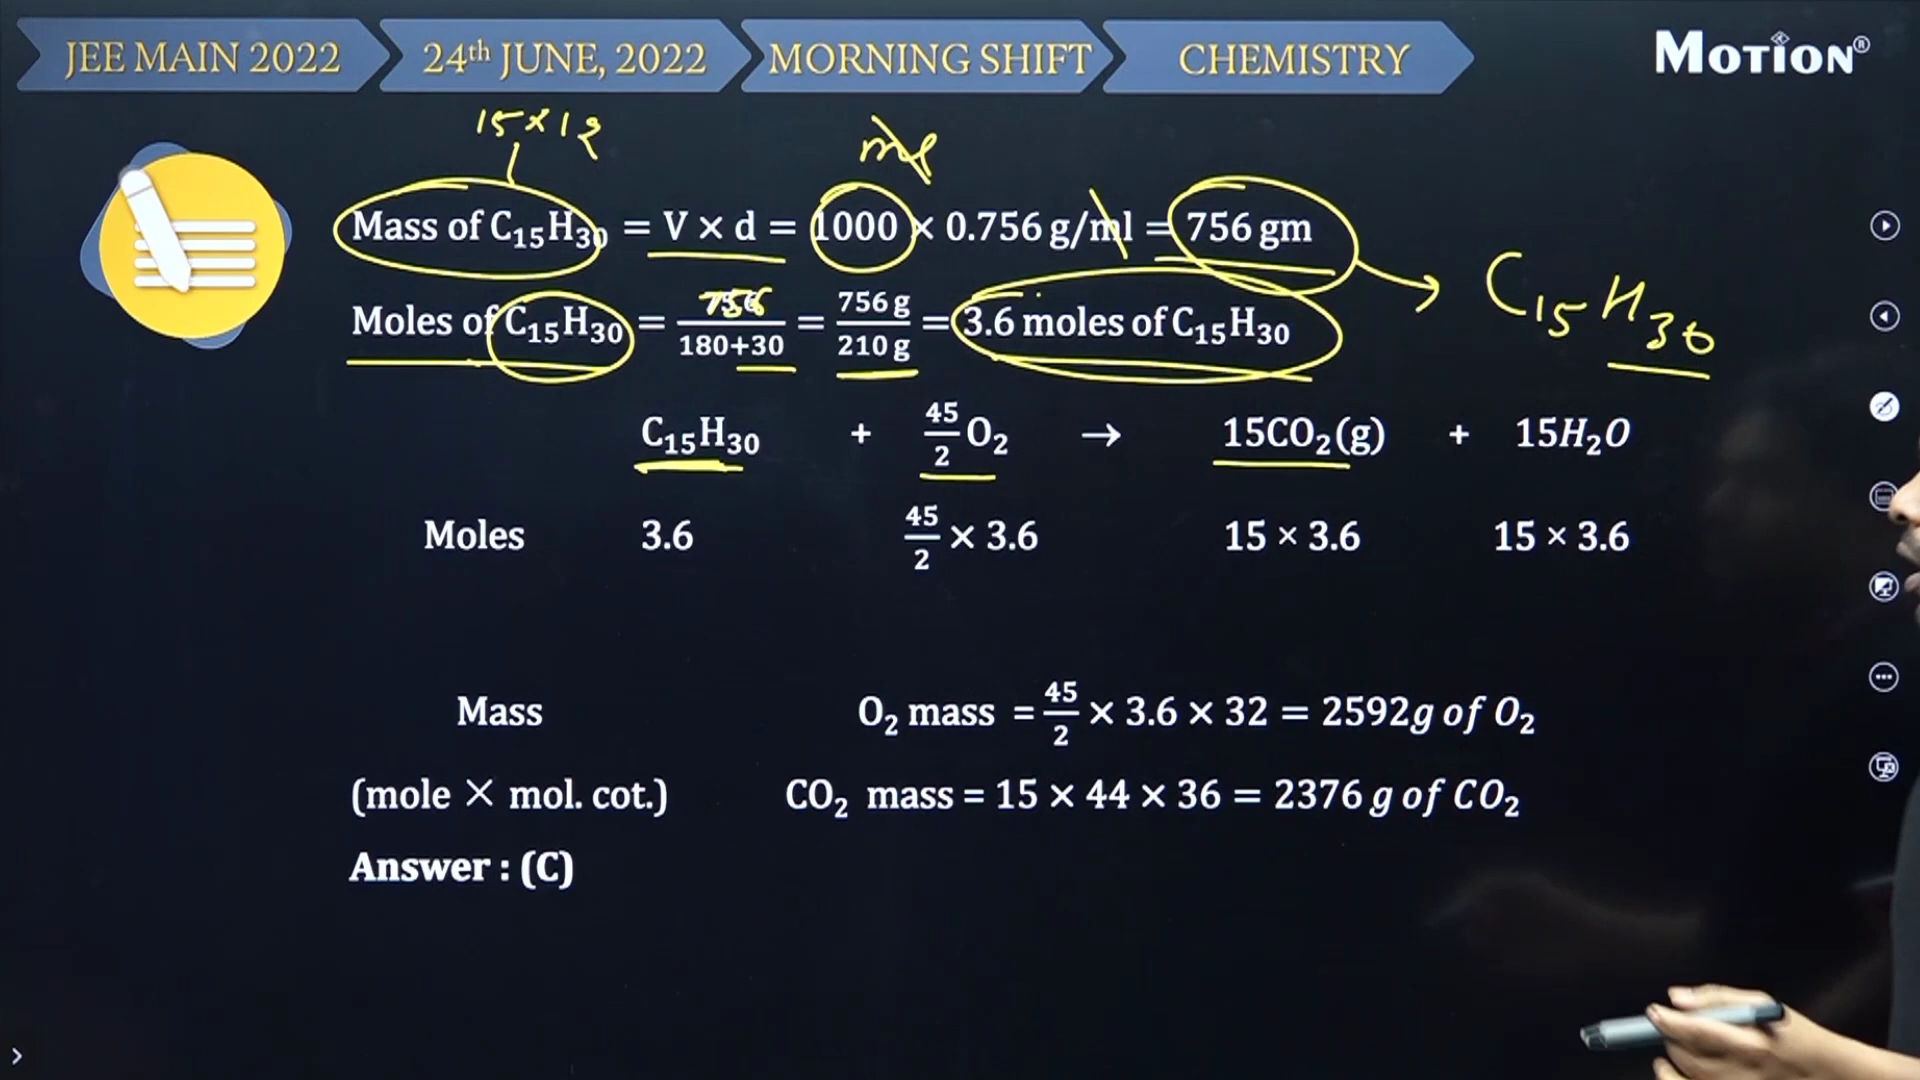 JEE MAIN 2022 24th JUNE, 2022 MORNING SHIFT CHEMISTRY MOTION®
15 × 12 ml
Mass of C₁₅H₃₀ = V × d = 1000 × 0.756 g/ml = 756 gm
C₁₅H₃₀
Moles of C₁₅H₃₀ = 756/(180+30) = 756 g/210 g = 3.6 moles of C₁₅H₃₀
C₁₅H₃₀ + 45/2 O₂ → 15CO₂(g) + 15H₂O
Moles 3.6 45/2 × 3.6 15 × 3.6 15 × 3.6
Mass O₂ mass = 45/2 × 3.6 × 32 = 2592g of O₂
(mole × mol. cot.) CO₂ mass = 15 × 44 × 36 = 2376 g of CO₂
Answer : (C)